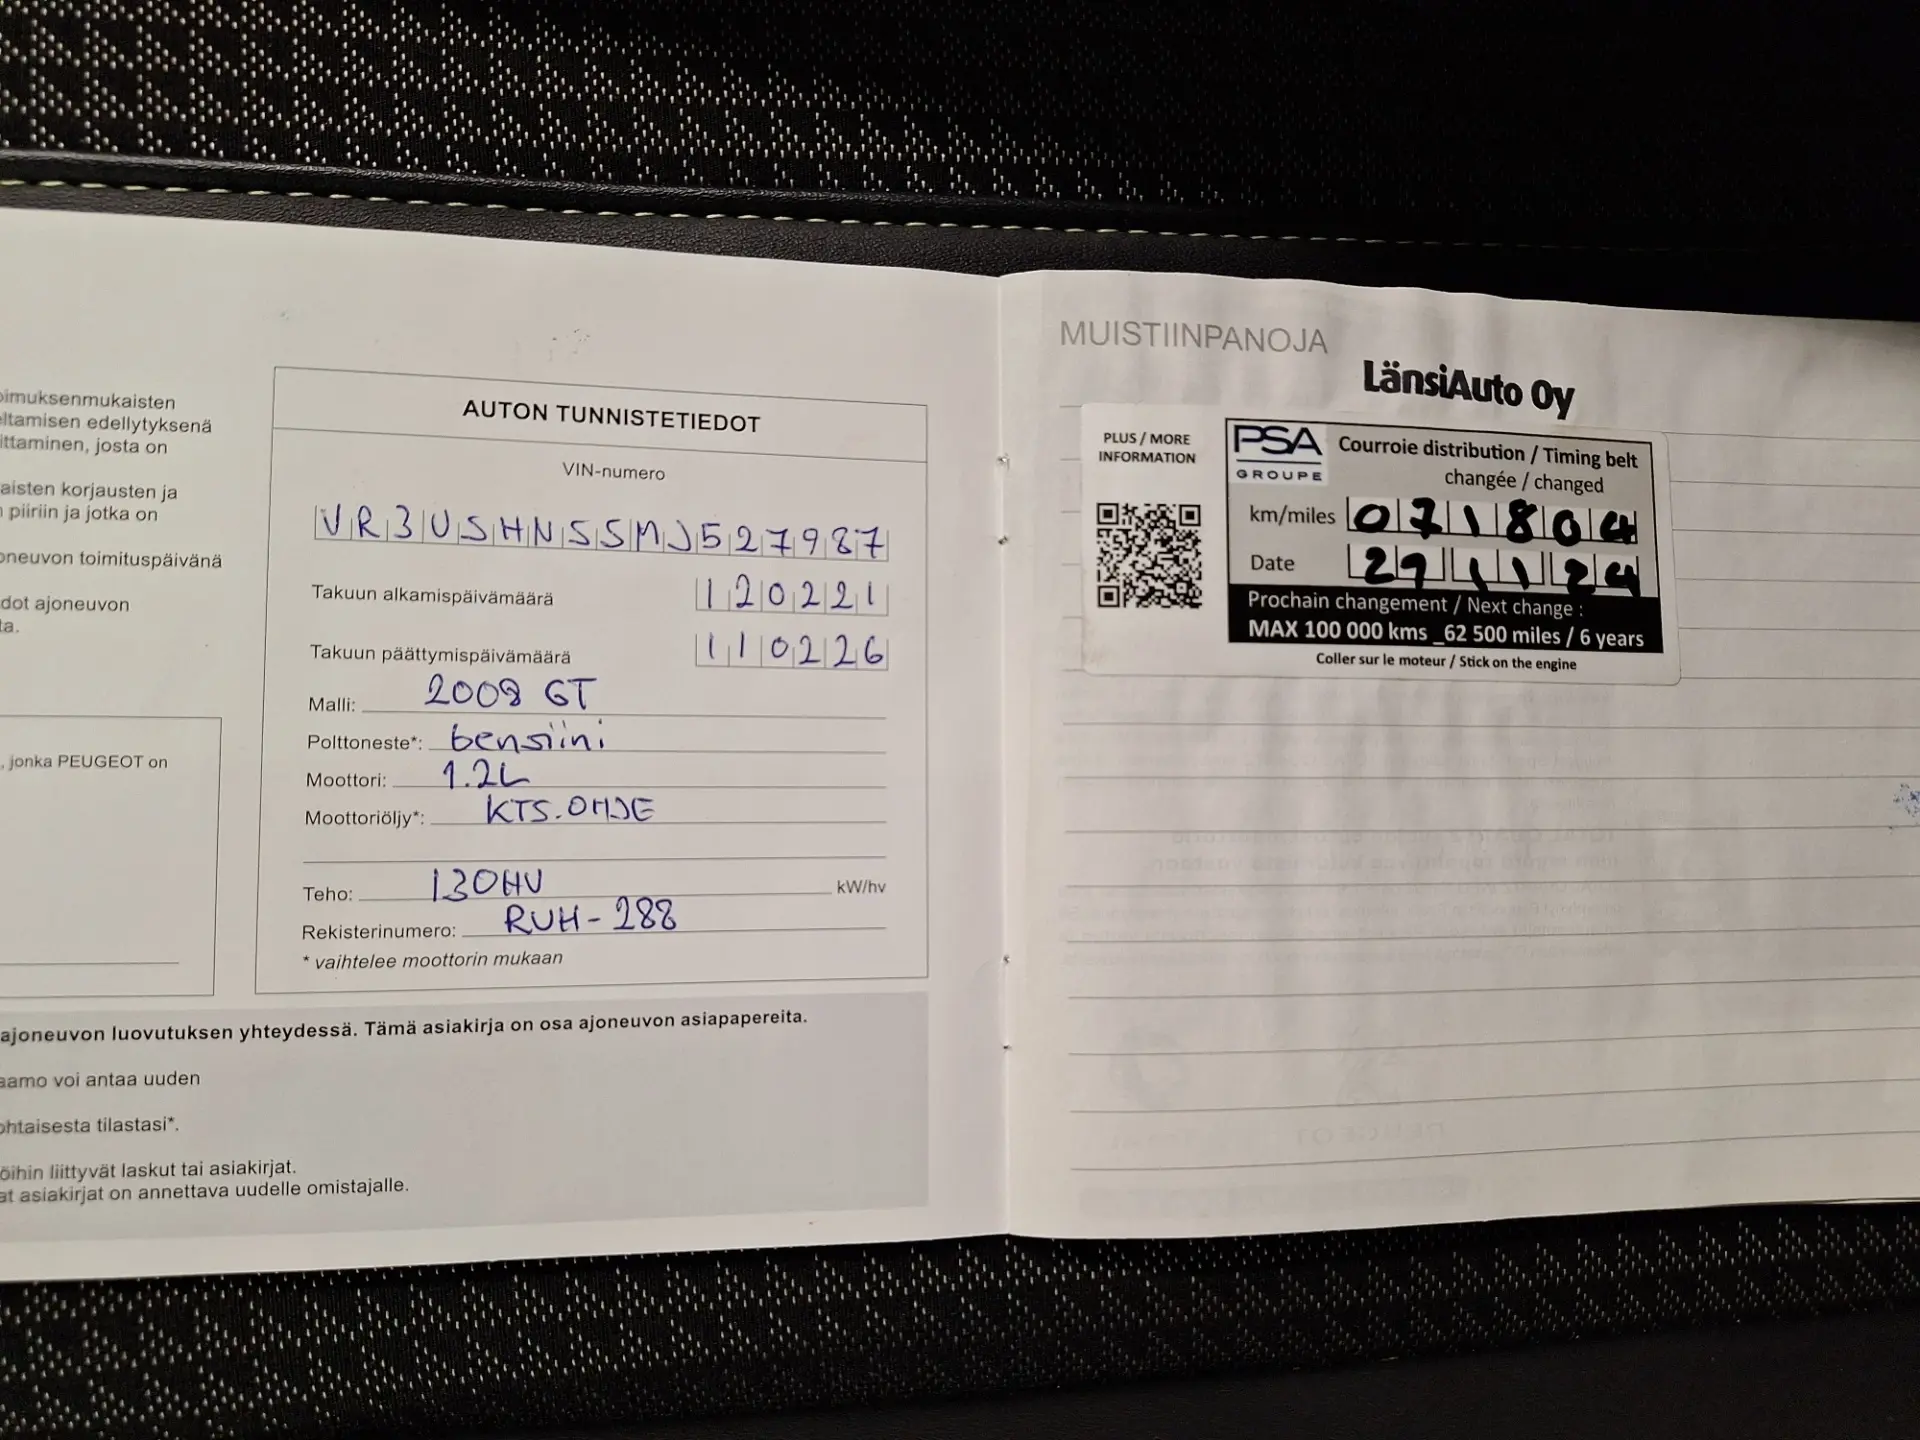 oimuksenmukaisten
eltamisen edellytyksenä
ittaminen, josta on
aisten korjausten ja
n piiriin ja jotka on
oneuvon toimituspäivänä
dot ajoneuvon
ta.
, jonka PEUGEOT on
AUTON TUNNISTETIEDOT
VIN-numero
VR3USHNSSMJ527987
Takuun alkamispäivämäärä 120221
Takuun päättymispäivämäärä 110226
Malli: 2008 GT
Polttoneste*: bensiini
Moottori: 1.2L
Moottoriöljy*: KTS.OHJE
Teho: 130HV kW/hv
Rekisterinumero: RUH-288
* vaihtelee moottorin mukaan
ajoneuvon luovutuksen yhteydessä. Tämä asiakirja on osa ajoneuvon asiapapereita.
aamo voi antaa uuden
ohtaisesta tilastasi*.
öihin liittyvät laskut tai asiakirjat.
at asiakirjat on annettava uudelle omistajalle.
MUISTIINPANOJA
LänsiAuto Oy
PLUS / MORE
INFORMATION
PSA
GROUPE
Courroie distribution / Timing belt
changée / changed
km/miles 071804
Date 291124
Prochain changement / Next change :
MAX 100 000 kms _62 500 miles / 6 years
Coller sur le moteur / Stick on the engine